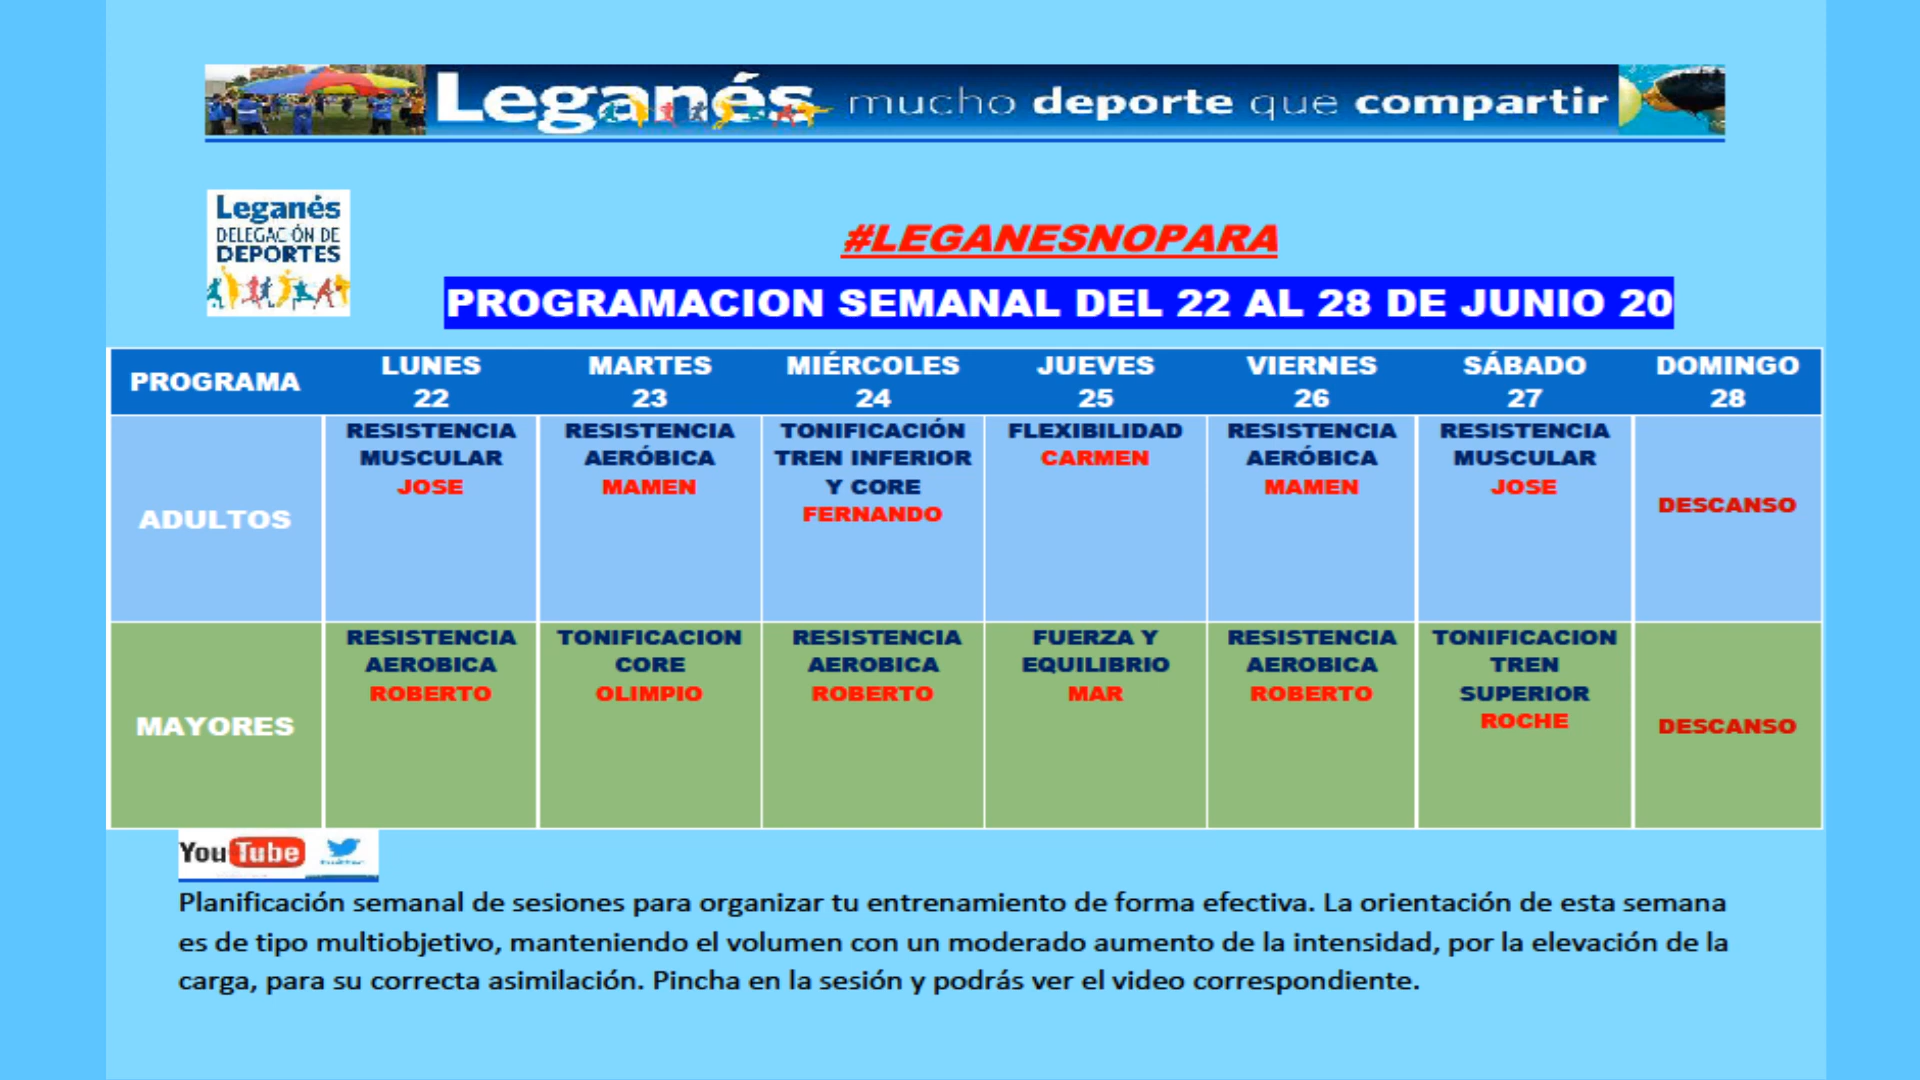 Leganés mucho deporte que compartir
Leganés
DELEGACIÓN DE
DEPORTES
#LEGANESNOPARA
PROGRAMACION SEMANAL DEL 22 AL 28 DE JUNIO 20
PROGRAMA
LUNES
22
MARTES
23
MIÉRCOLES
24
JUEVES
25
VIERNES
26
SÁBADO
27
DOMINGO
28
ADULTOS
RESISTENCIA
MUSCULAR
JOSE
RESISTENCIA
AERÓBICA
MAMEN
TONIFICACIÓN
TREN INFERIOR
Y CORE
FERNANDO
FLEXIBILIDAD
CARMEN
RESISTENCIA
AERÓBICA
MAMEN
RESISTENCIA
MUSCULAR
JOSE
DESCANSO
MAYORES
RESISTENCIA
AEROBICA
ROBERTO
TONIFICACION
CORE
OLIMPIO
RESISTENCIA
AEROBICA
ROBERTO
FUERZA Y
EQUILIBRIO
MAR
RESISTENCIA
AEROBICA
ROBERTO
TONIFICACION
TREN
SUPERIOR
ROCHE
DESCANSO
YouTube
Planificación semanal de sesiones para organizar tu entrenamiento de forma efectiva. La orientación de esta semana
es de tipo multiobjetivo, manteniendo el volumen con un moderado aumento de la intensidad, por la elevación de la
carga, para su correcta asimilación. Pincha en la sesión y podrás ver el video correspondiente.